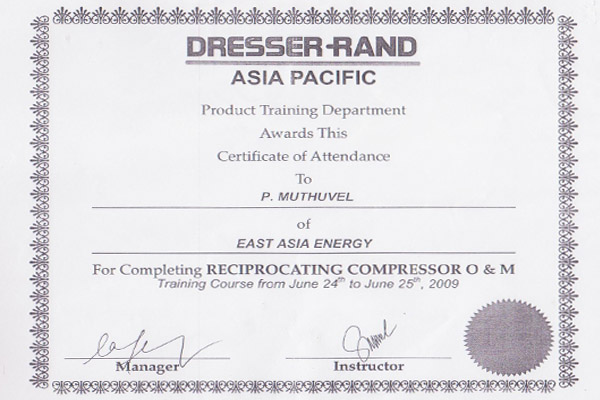 DRESSER-RAND
ASIA PACIFIC
Product Training Department
Awards This
Certificate of Attendance
To
P. MUTHUVEL
of
EAST ASIA ENERGY
For Completing RECIPROCATING COMPRESSOR O & M
Training Course from June 24th to June 25th, 2009
Manager
Instructor